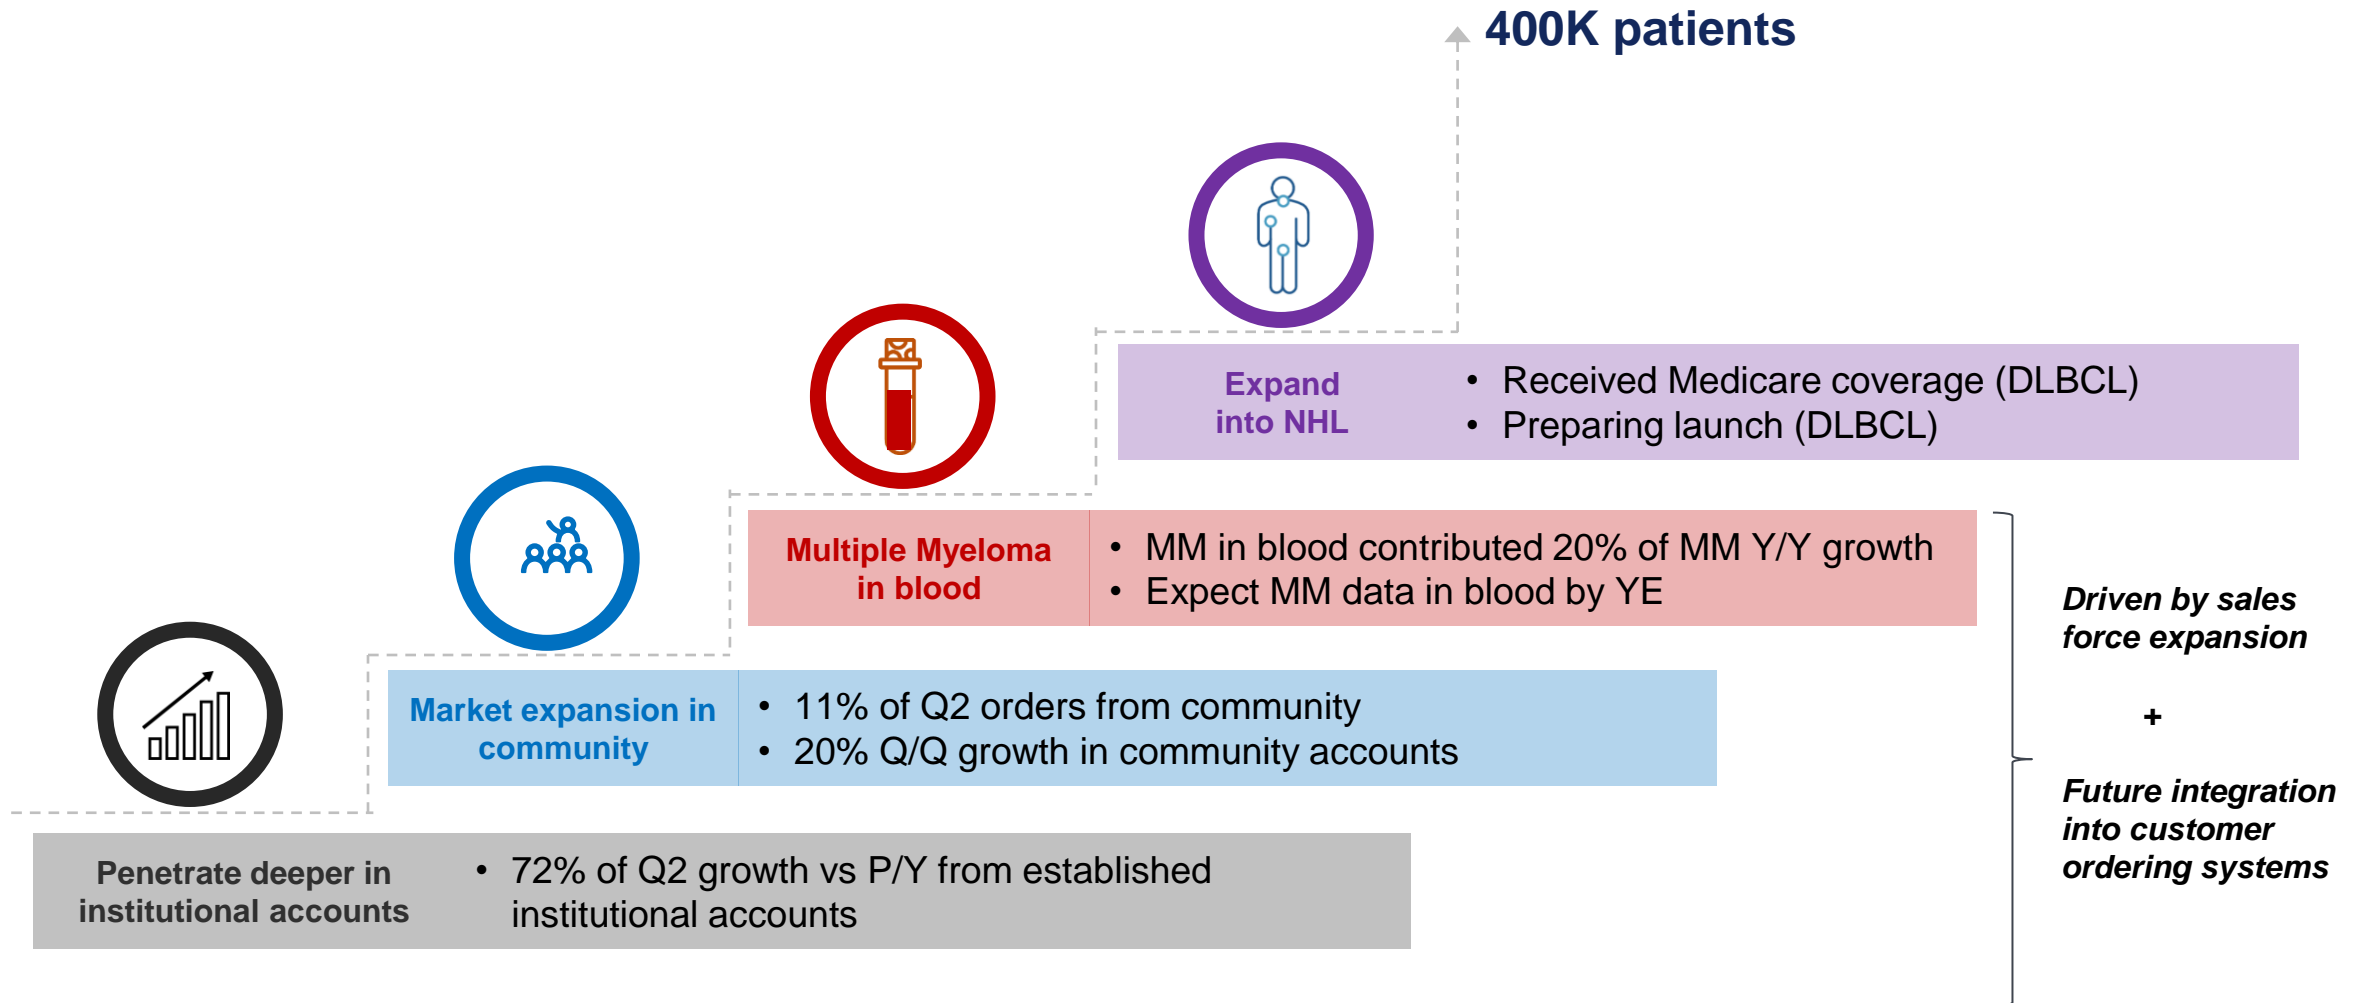 400K patients
Expand
into NHL
• Received Medicare coverage (DLBCL)
• Preparing launch (DLBCL)
Multiple Myeloma
in blood
• MM in blood contributed 20% of MM Y/Y growth
• Expect MM data in blood by YE
Market expansion in
community
• 11% of Q2 orders from community
• 20% Q/Q growth in community accounts
Penetrate deeper in
institutional accounts
• 72% of Q2 growth vs P/Y from established
institutional accounts
Driven by sales
force expansion
+
Future integration
into customer
ordering systems